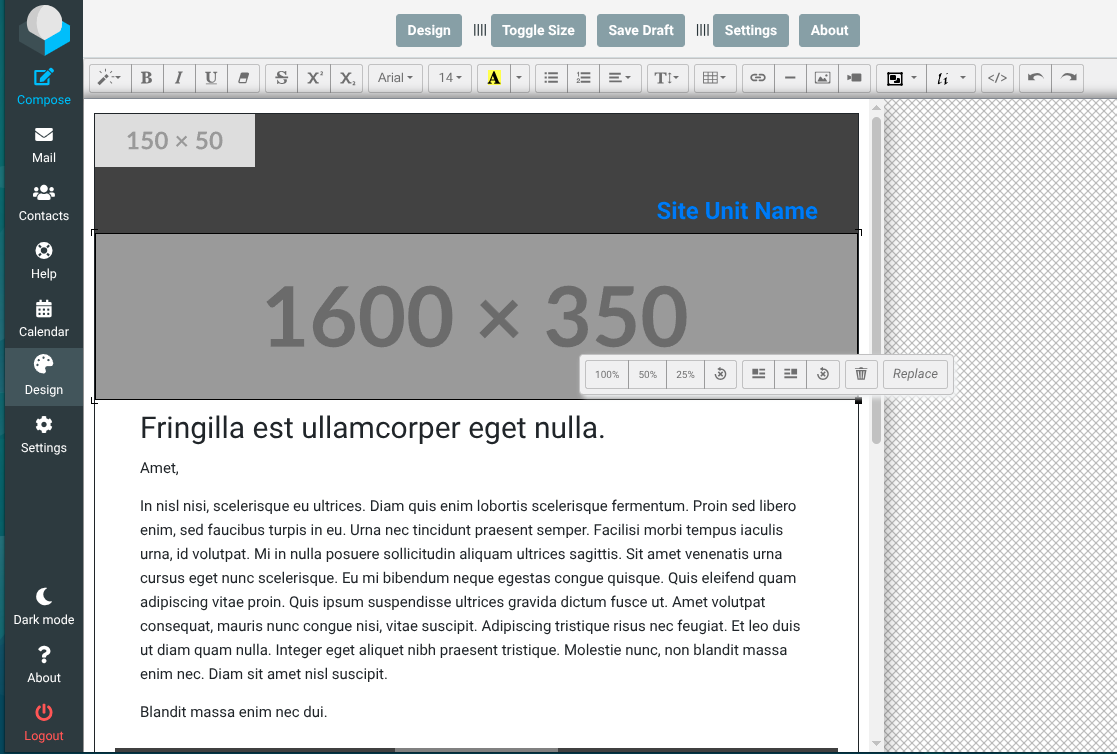 Design Toggle Size Save Draft Settings About
B I U S X² X₂ Arial 14 A T ti </>
Compose
Mail
Contacts
Help
Calendar
Design
Settings
Dark mode
About
Logout
150 × 50
Site Unit Name
1600 × 350
100% 50% 25% Replace
Fringilla est ullamcorper eget nulla.
Amet,
In nisl nisi, scelerisque eu ultrices. Diam quis enim lobortis scelerisque fermentum. Proin sed libero
enim, sed faucibus turpis in eu. Urna nec tincidunt praesent semper. Facilisi morbi tempus iaculis
urna, id volutpat. Mi in nulla posuere sollicitudin aliquam ultrices sagittis. Sit amet venenatis urna
cursus eget nunc scelerisque. Eu mi bibendum neque egestas congue quisque. Quis eleifend quam
adipiscing vitae proin. Quis ipsum suspendisse ultrices gravida dictum fusce ut. Amet volutpat
consequat, mauris nunc congue nisi, vitae suscipit. Adipiscing tristique risus nec feugiat. Et leo duis
ut diam quam nulla. Integer eget aliquet nibh praesent tristique. Molestie nunc, non blandit massa
enim nec. Diam sit amet nisl suscipit.
Blandit massa enim nec dui.